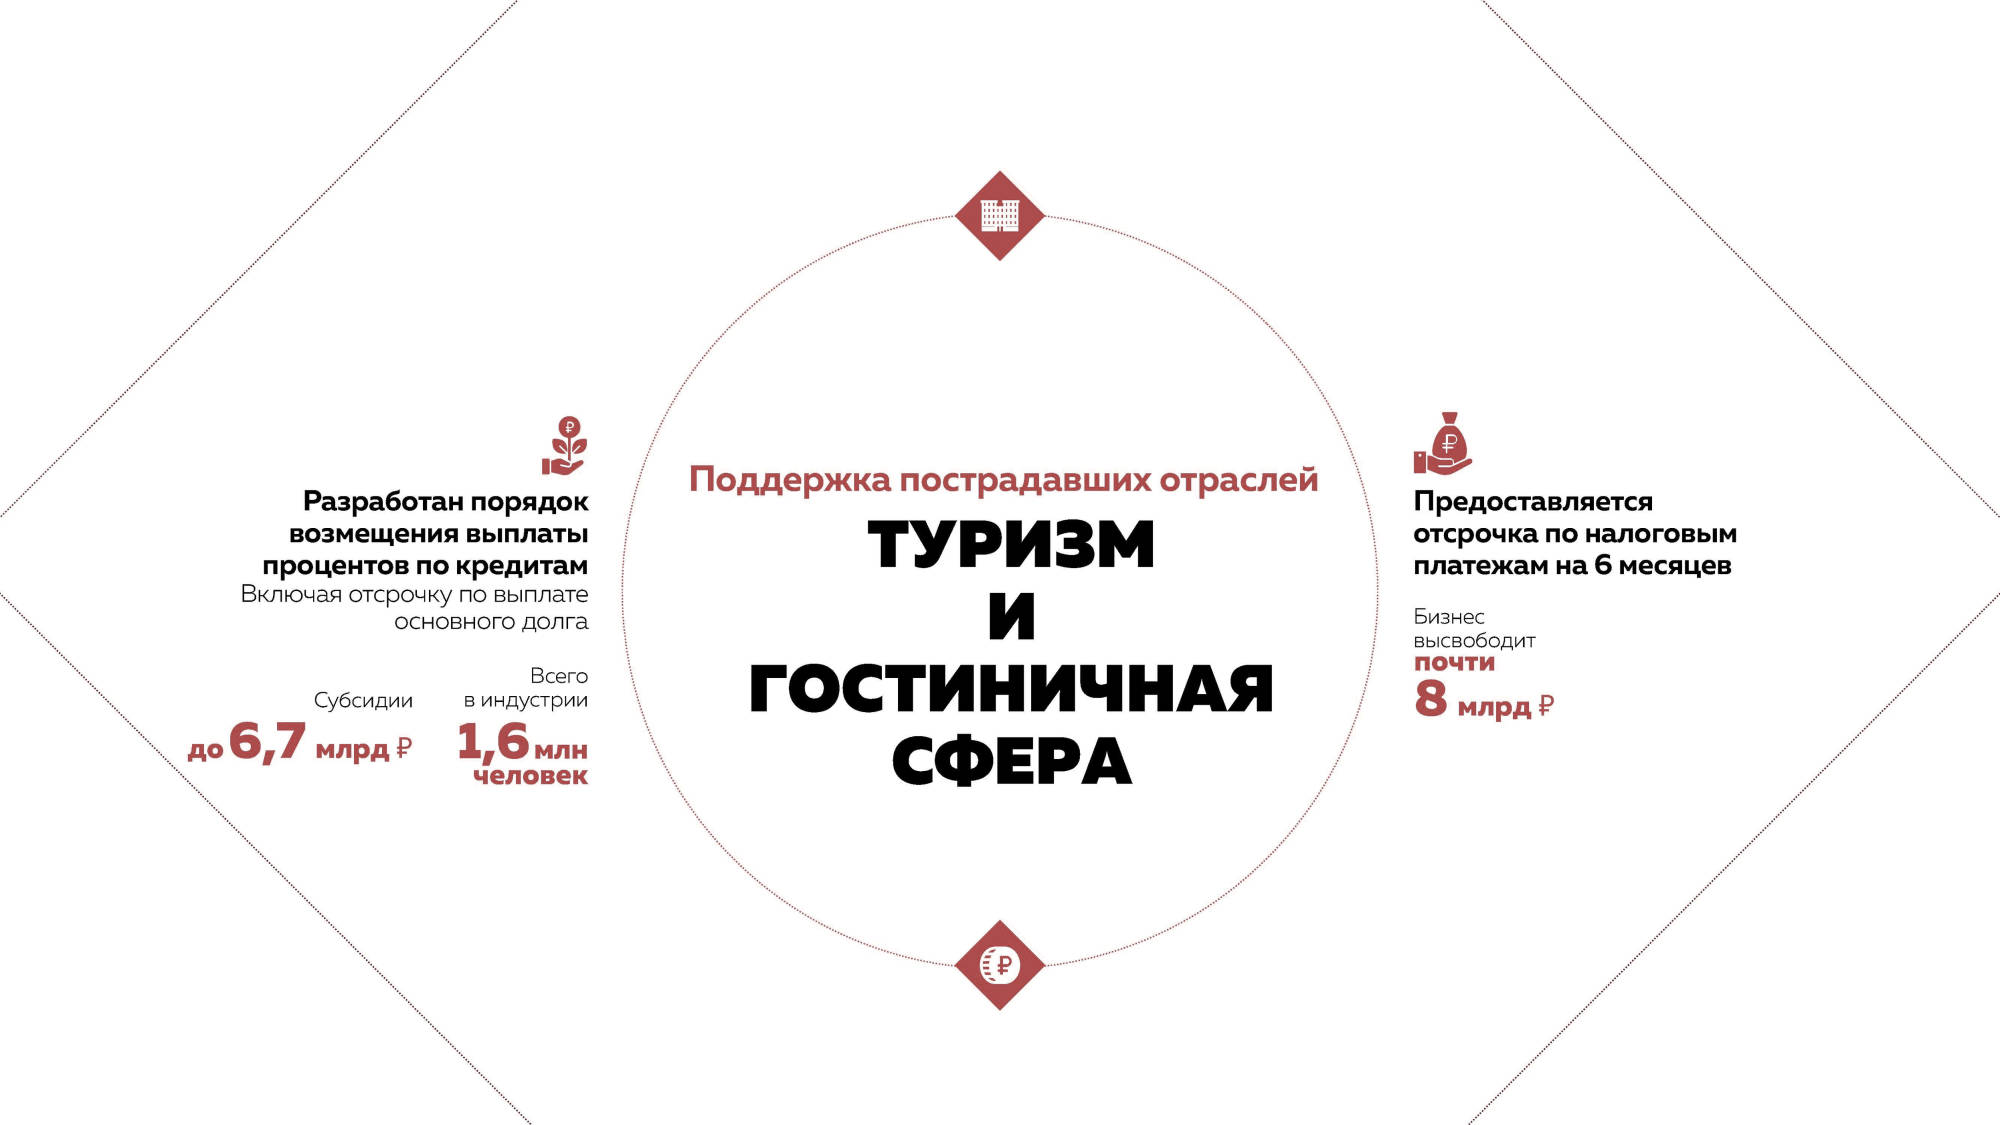 Поддержка пострадавших отраслей
ТУРИЗМ
И
ГОСТИНИЧНАЯ
СФЕРА
Разработан порядок
возмещения выплаты
процентов по кредитам
Включая отсрочку по выплате
основного долга
Субсидии
до 6,7 млрд ₽
Всего
в индустрии
1,6 млн
человек
Предоставляется
отсрочка по налоговым
платежам на 6 месяцев
Бизнес
высвободит
почти
8 млрд ₽